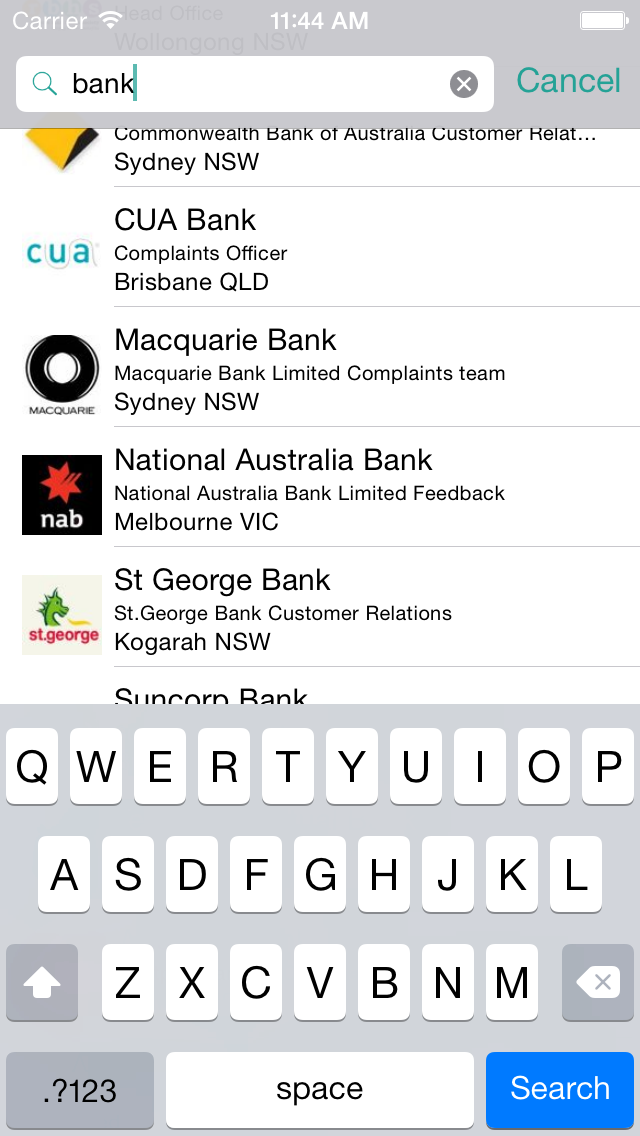 Carrier 11:44 AM
Head Office
Wollongong NSW
bank
Cancel
Commonwealth Bank of Australia Customer Relat...
Sydney NSW
cua
CUA Bank
Complaints Officer
Brisbane QLD
MACQUARIE
Macquarie Bank
Macquarie Bank Limited Complaints team
Sydney NSW
nab
National Australia Bank
National Australia Bank Limited Feedback
Melbourne VIC
st.george
St George Bank
St.George Bank Customer Relations
Kogarah NSW
Suncorp Bank
Q W E R T Y U I O P
A S D F G H J K L
Z X C V B N M
.?123 space Search